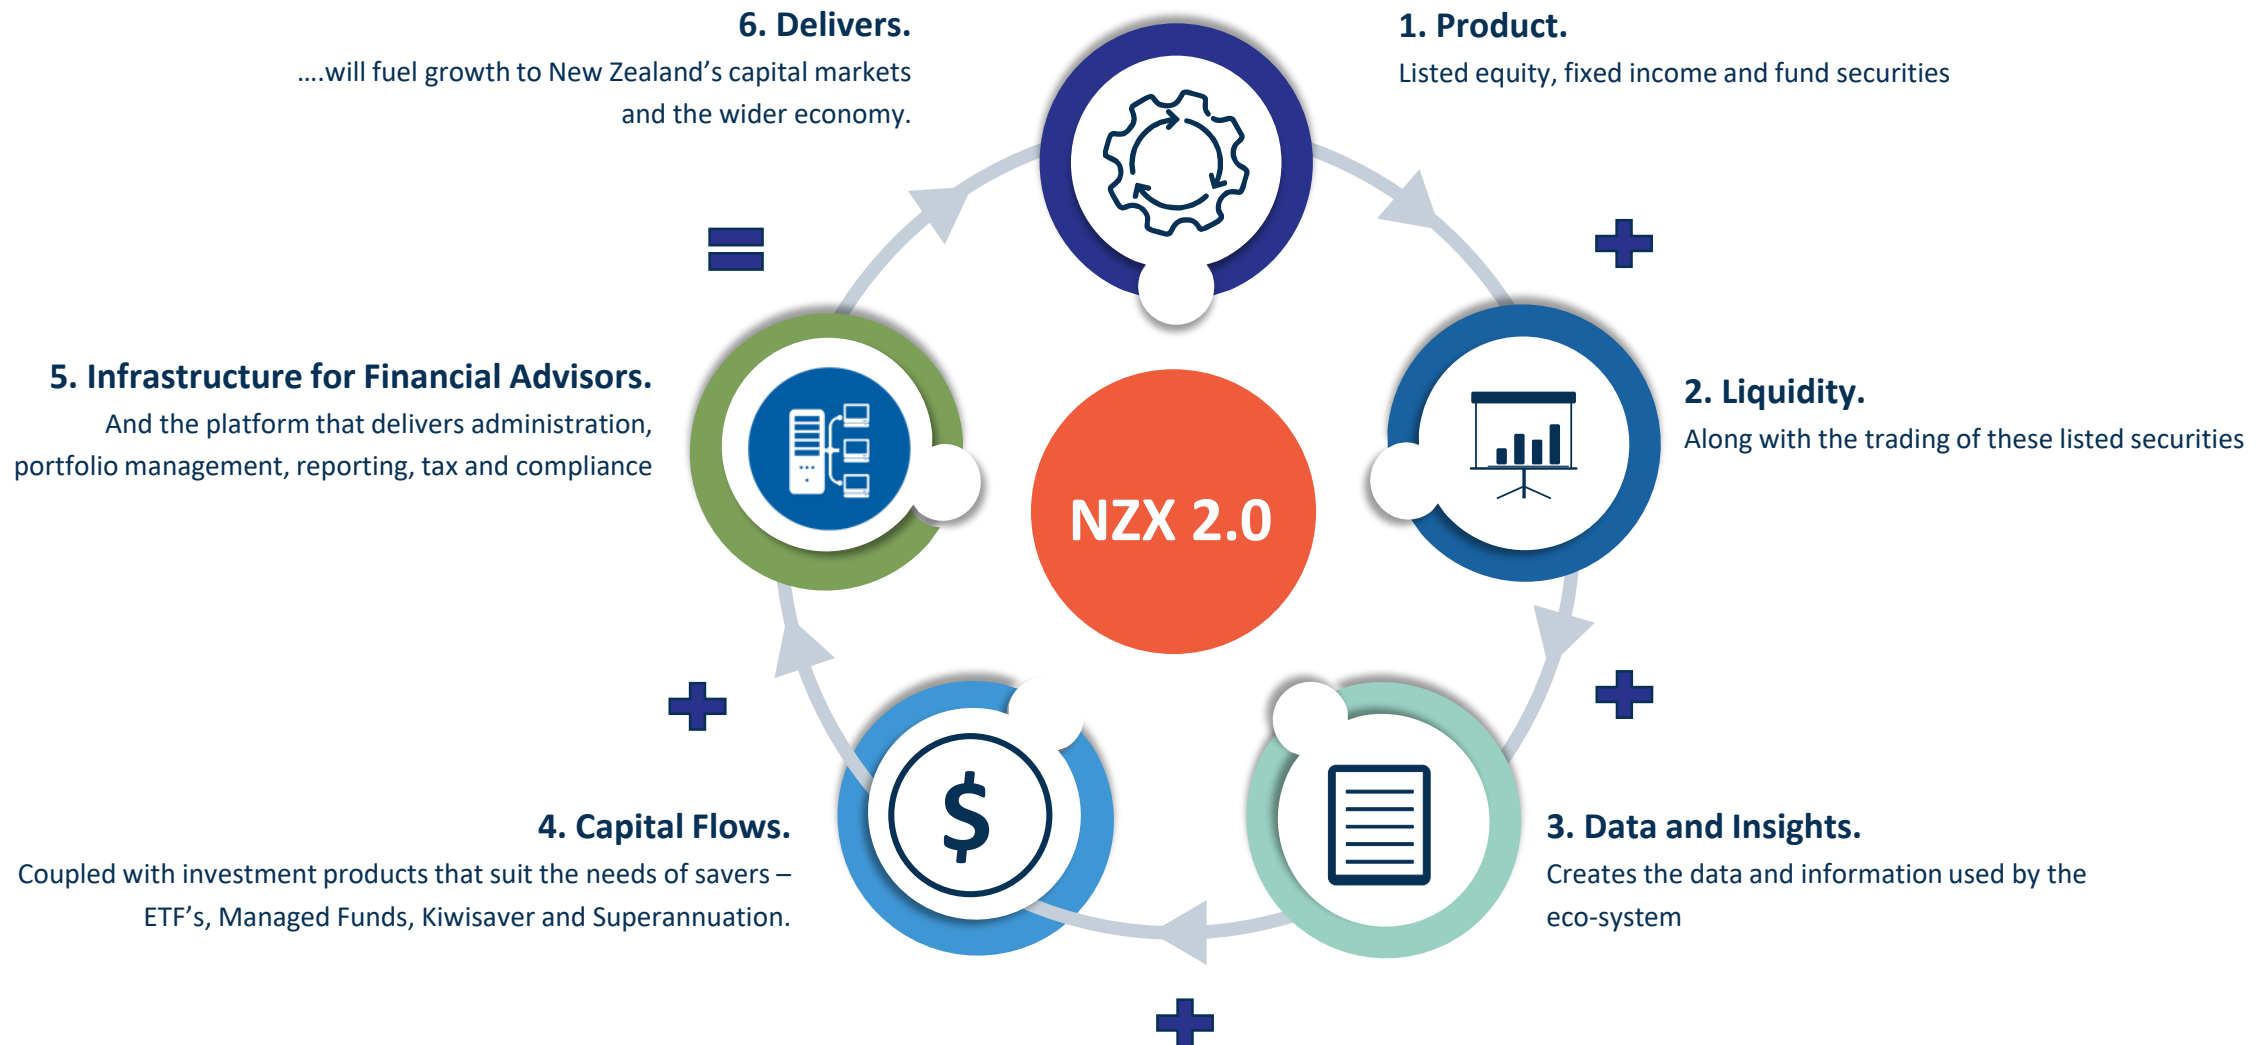 1. Product.
Listed equity, fixed income and fund securities
2. Liquidity.
Along with the trading of these listed securities
3. Data and Insights.
Creates the data and information used by the
eco-system
4. Capital Flows.
Coupled with investment products that suit the needs of savers –
ETF’s, Managed Funds, Kiwisaver and Superannuation.
5. Infrastructure for Financial Advisors.
And the platform that delivers administration,
portfolio management, reporting, tax and compliance
6. Delivers.
….will fuel growth to New Zealand’s capital markets
and the wider economy.
NZX 2.0
$